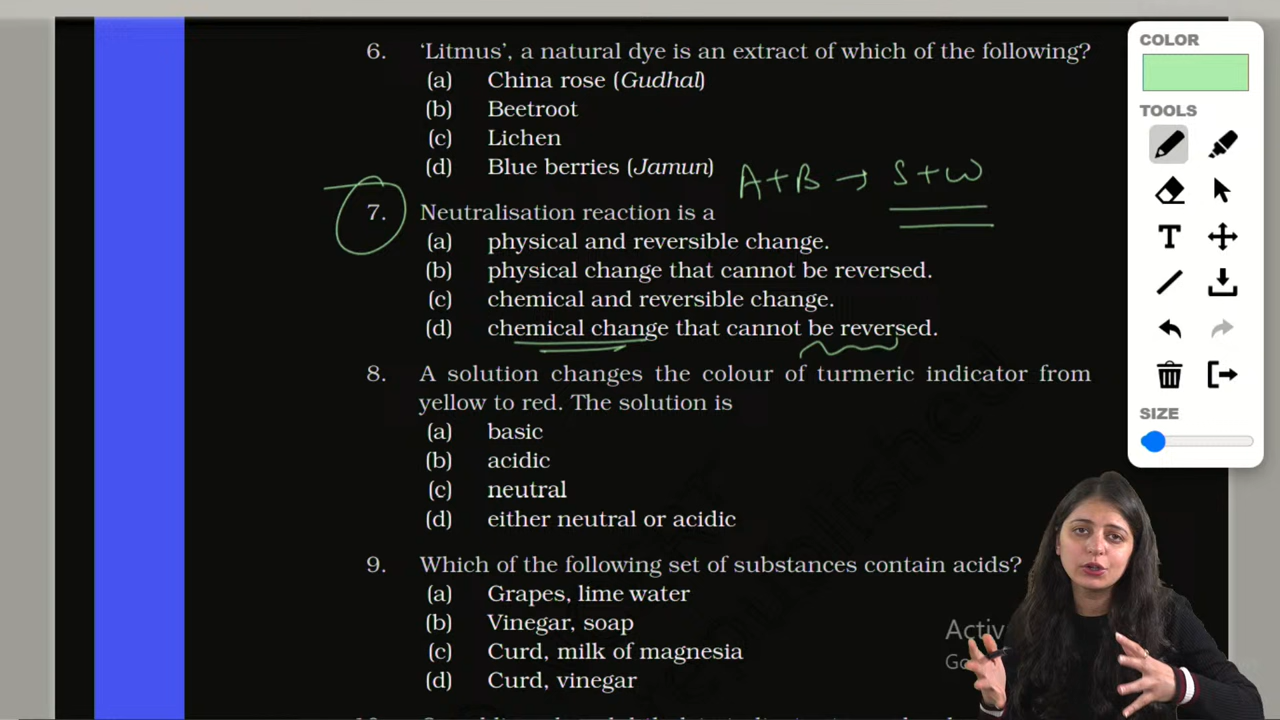 6. 'Litmus', a natural dye is an extract of which of the following?
(a) China rose (Gudhal)
(b) Beetroot
(c) Lichen
(d) Blue berries (Jamun)
A+B → S+W
7. Neutralisation reaction is a
(a) physical and reversible change.
(b) physical change that cannot be reversed.
(c) chemical and reversible change.
(d) chemical change that cannot be reversed.
8. A solution changes the colour of turmeric indicator from
yellow to red. The solution is
(a) basic
(b) acidic
(c) neutral
(d) either neutral or acidic
9. Which of the following set of substances contain acids?
(a) Grapes, lime water
(b) Vinegar, soap
(c) Curd, milk of magnesia
(d) Curd, vinegar
COLOR
TOOLS
T
SIZE
Activ
Go
republished